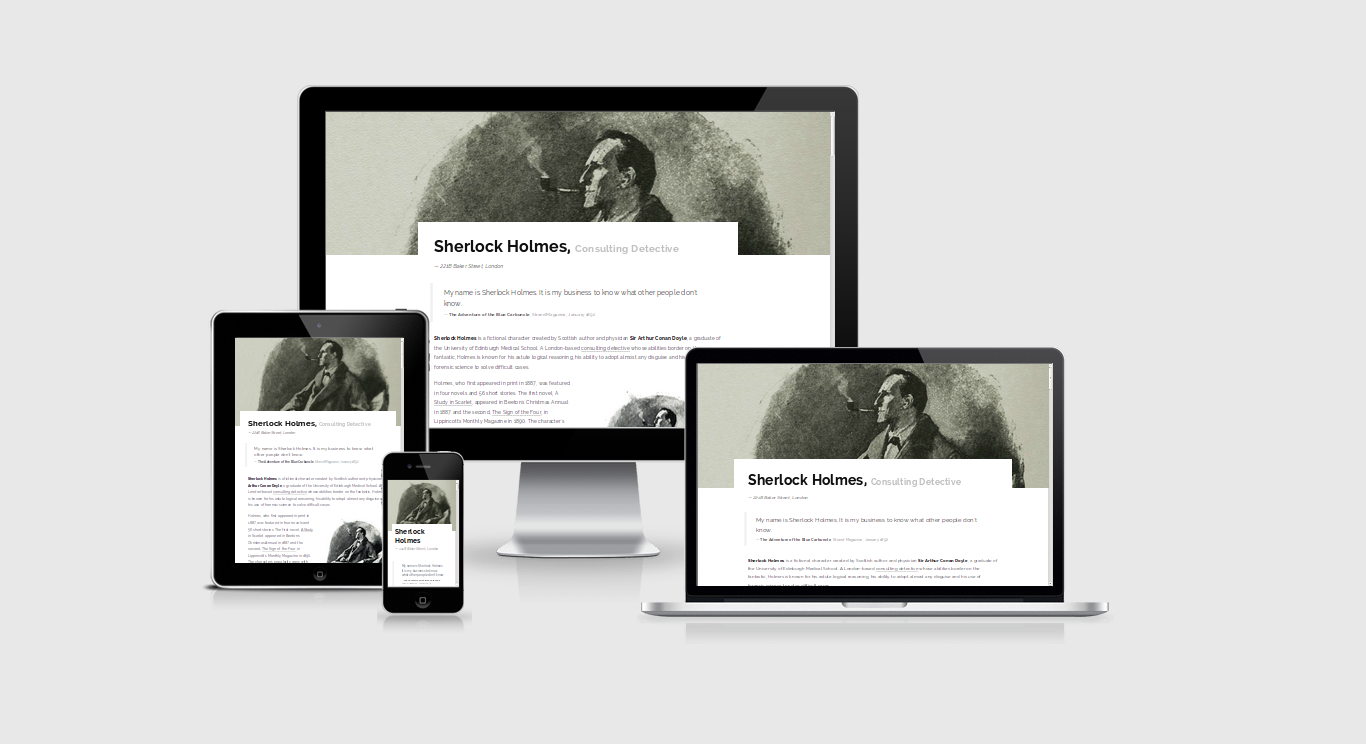 Sherlock Holmes, Consulting Detective
— 221B Baker Street, London
My name is Sherlock Holmes. It is my business to know what other people don't
know.
— The Adventure of the Blue Carbuncle, Strand Magazine, January 1892
Sherlock Holmes is a fictional character created by Scottish author and physician Sir Arthur Conan Doyle, a graduate of
the University of Edinburgh Medical School. A London-based consulting detective whose abilities border on
fantastic, Holmes is known for his astute logical reasoning, his ability to adopt almost any disguise and his
forensic science to solve difficult cases.
Holmes, who first appeared in print in 1887, was featured
in four novels and 56 short stories. The first novel, A
Study in Scarlet, appeared in Beeton's Christmas Annual
in 1887 and the second, The Sign of the Four, in
Lippincott's Monthly Magazine in 1890. The character's
Sherlock Holmes, Consulting Detective
— 221B Baker Street, London
My name is Sherlock Holmes. It is my business to know what
other people don't know.
— The Adventure of the Blue Carbuncle, Strand Magazine, January 1892
Sherlock Holmes is a fictional character created by Scottish author and physician
Arthur Conan Doyle, a graduate of the University of Edinburgh Medical School. A
London-based consulting detective whose abilities border on the fantastic, Holmes
is known for his astute logical reasoning, his ability to adopt almost any disguise
his use of forensic science to solve difficult cases.
Holmes, who first appeared in print in
1887, was featured in four novels and
56 short stories. The first novel, A Study
in Scarlet, appeared in Beeton's
Christmas Annual in 1887 and the
second, The Sign of the Four, in
Lippincott's Monthly Magazine in 1890.
Sherlock
Holmes
— 221B Baker Street, London
My name is Sherlock Holmes.
It is my business to know
what other people don't know.
Sherlock Holmes, Consulting Detective
— 221B Baker Street, London
My name is Sherlock Holmes. It is my business to know what other people don't
know.
— The Adventure of the Blue Carbuncle, Strand Magazine, January 1892
Sherlock Holmes is a fictional character created by Scottish author and physician Sir Arthur Conan Doyle, a graduate of
the University of Edinburgh Medical School. A London-based consulting detective whose abilities border on the
fantastic, Holmes is known for his astute logical reasoning, his ability to adopt almost any disguise and his use of